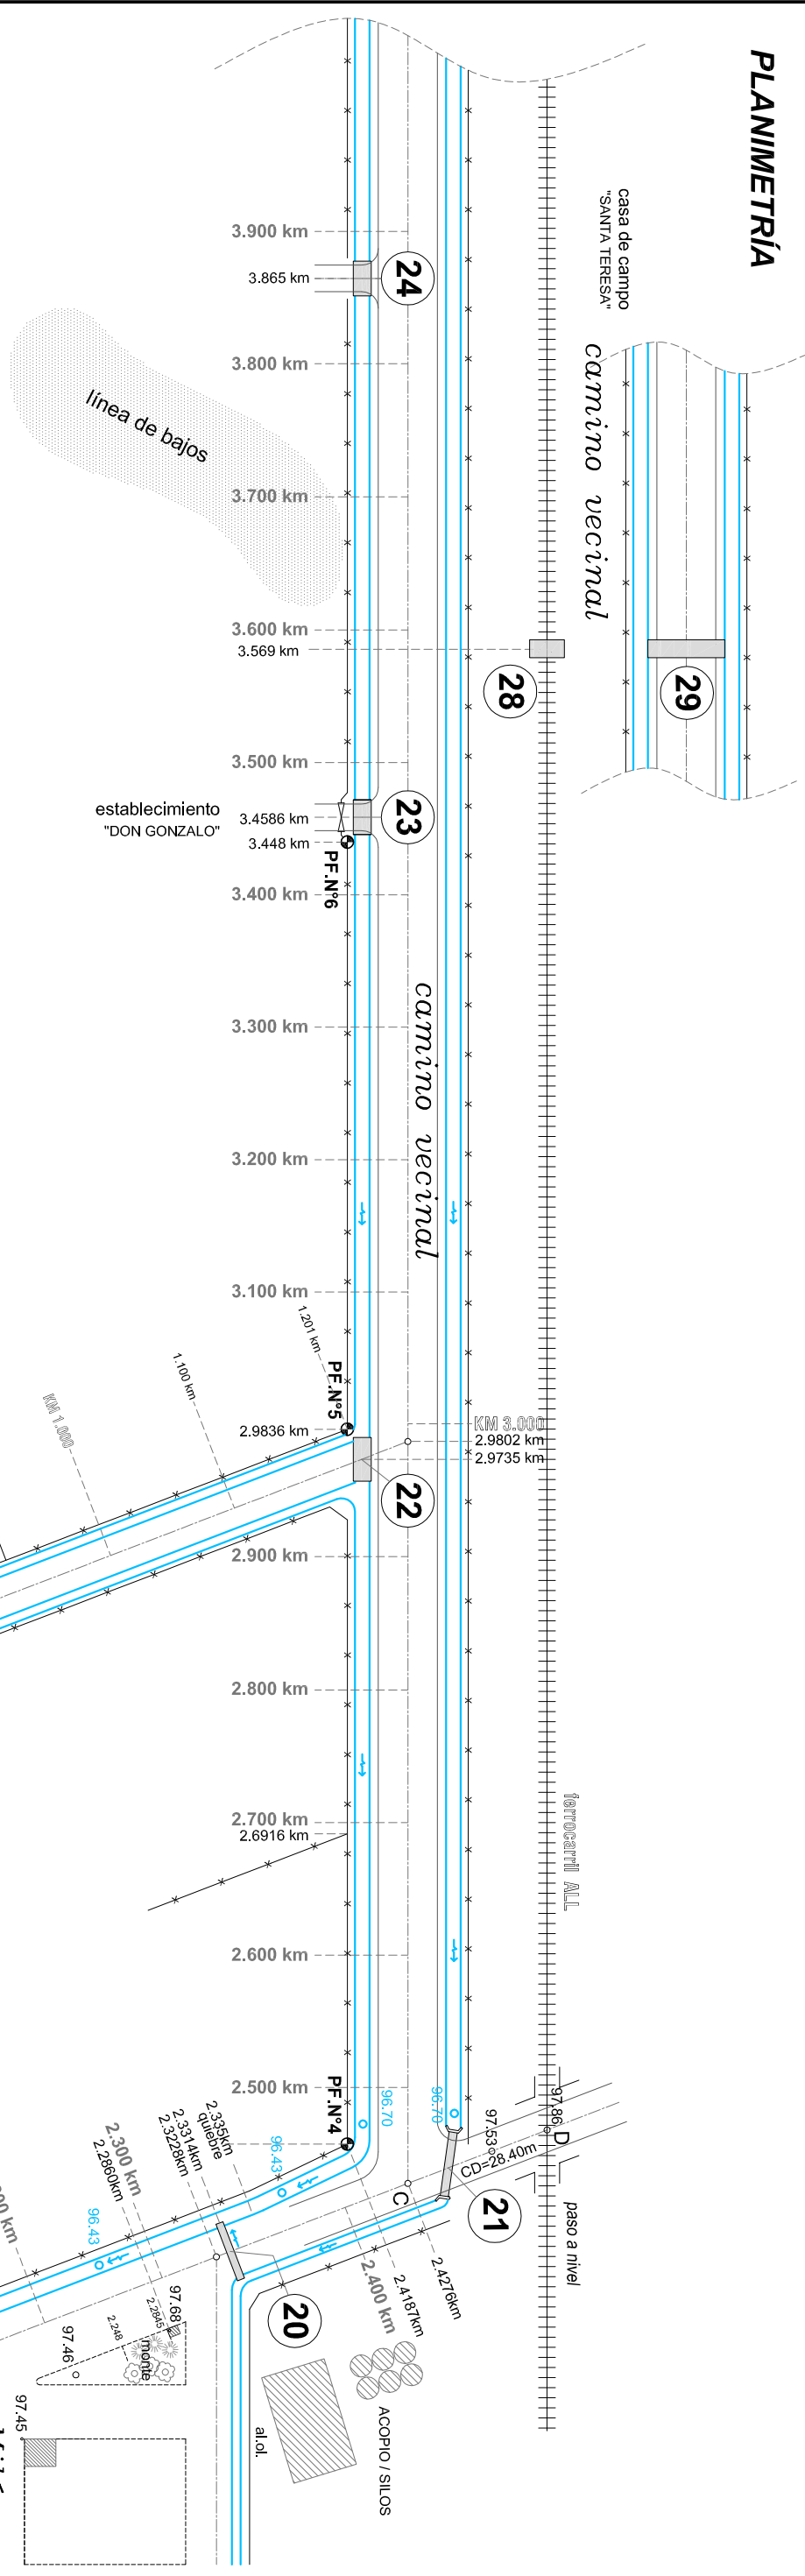 PLANIMETRÍA
casa de campo
"SANTA TERESA"
camino vecinal
29
28
3.900 km
24
3.865 km
3.800 km
línea de bajos
3.700 km
3.600 km
3.569 km
3.500 km
establecimiento
"DON GONZALO"
3.4586 km
23
3.448 km
PF.Nº6
3.400 km
3.300 km
camino vecinal
3.200 km
3.100 km
1.201 km
1.100 km
KM 1.000
PF.Nº5
2.9836 km
KM 3.000
2.9802 km
2.9735 km
22
2.900 km
2.800 km
ferrocarril ALL
2.700 km
2.6916 km
2.600 km
2.500 km
PF.Nº4
96.70
96.70
97.53
97.86
D
CD=28.40m
C
21
paso a nivel
2.335km
quiebre
2.3314km
2.3228km
2.300 km
2.2860km
96.43
96.43
2.4276km
2.4187km
2.400 km
20
97.68
2.2845
2.248
monte
97.46
97.45
ACOPIO / SILOS
al.ol.